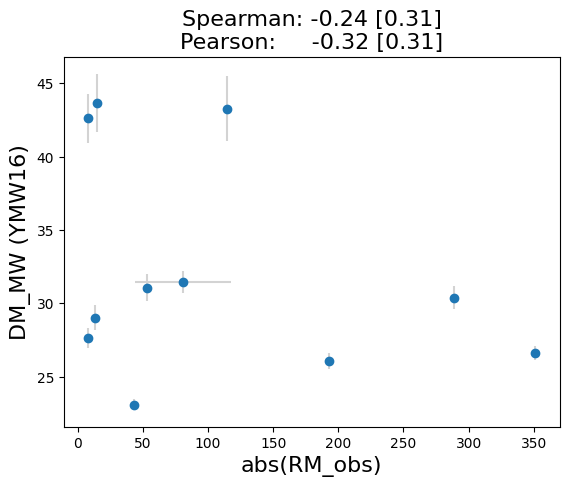 Spearman: -0.24 [0.31]
Pearson: -0.32 [0.31]
45
40
35
30
25
DM_MW (YMW16)
0 50 100 150 200 250 300 350
abs(RM_obs)